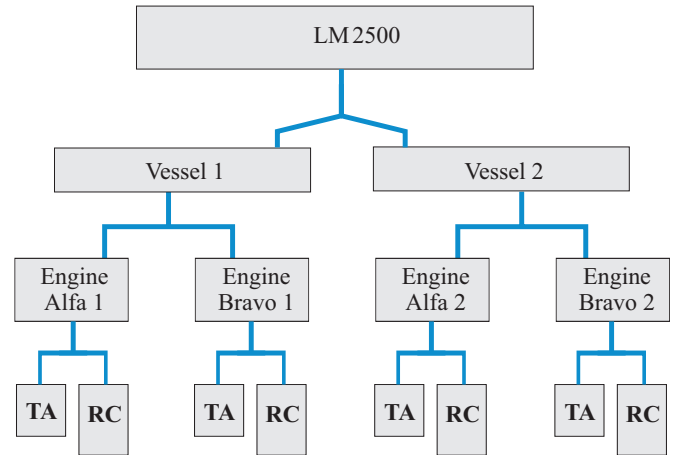 LM2500
Vessel 1
Vessel 2
Engine
Alfa 1
Engine
Bravo 1
Engine
Alfa 2
Engine
Bravo 2
TA
RC
TA
RC
TA
RC
TA
RC